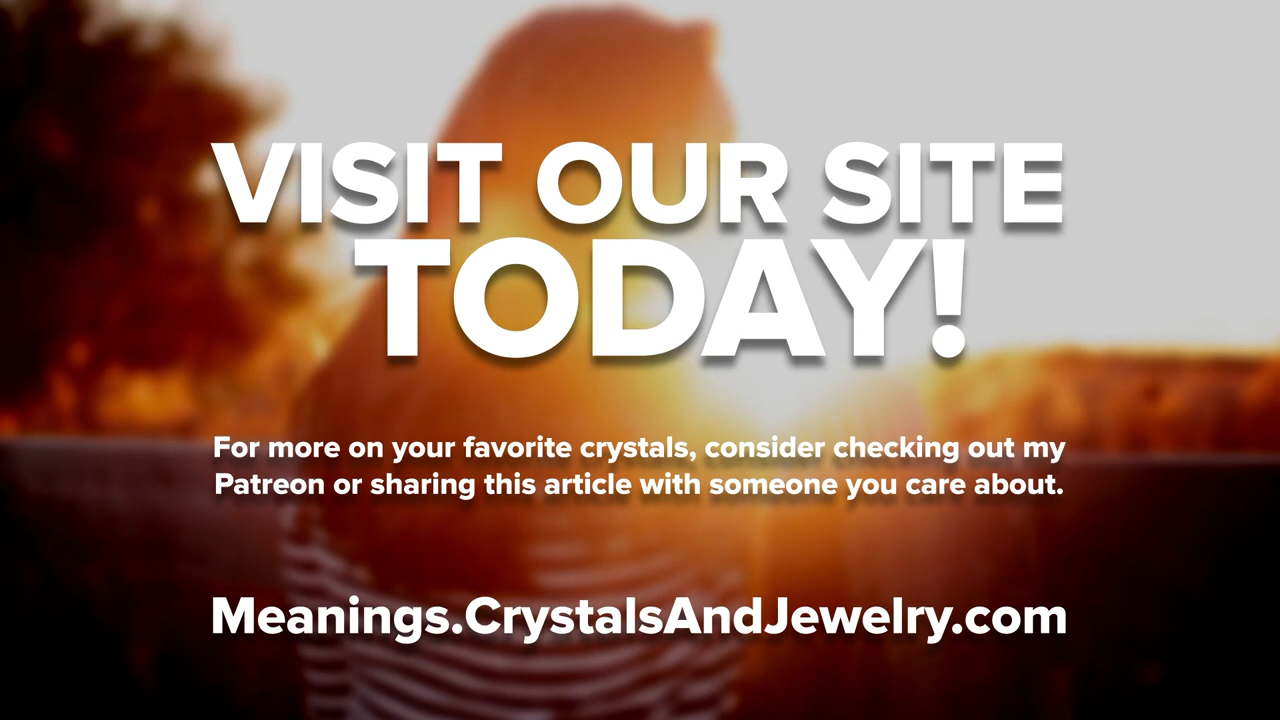 VISIT OUR SITE
TODAY!
For more on your favorite crystals, consider checking out my
Patreon or sharing this article with someone you care about.
Meanings.CrystalsAndJewelry.com